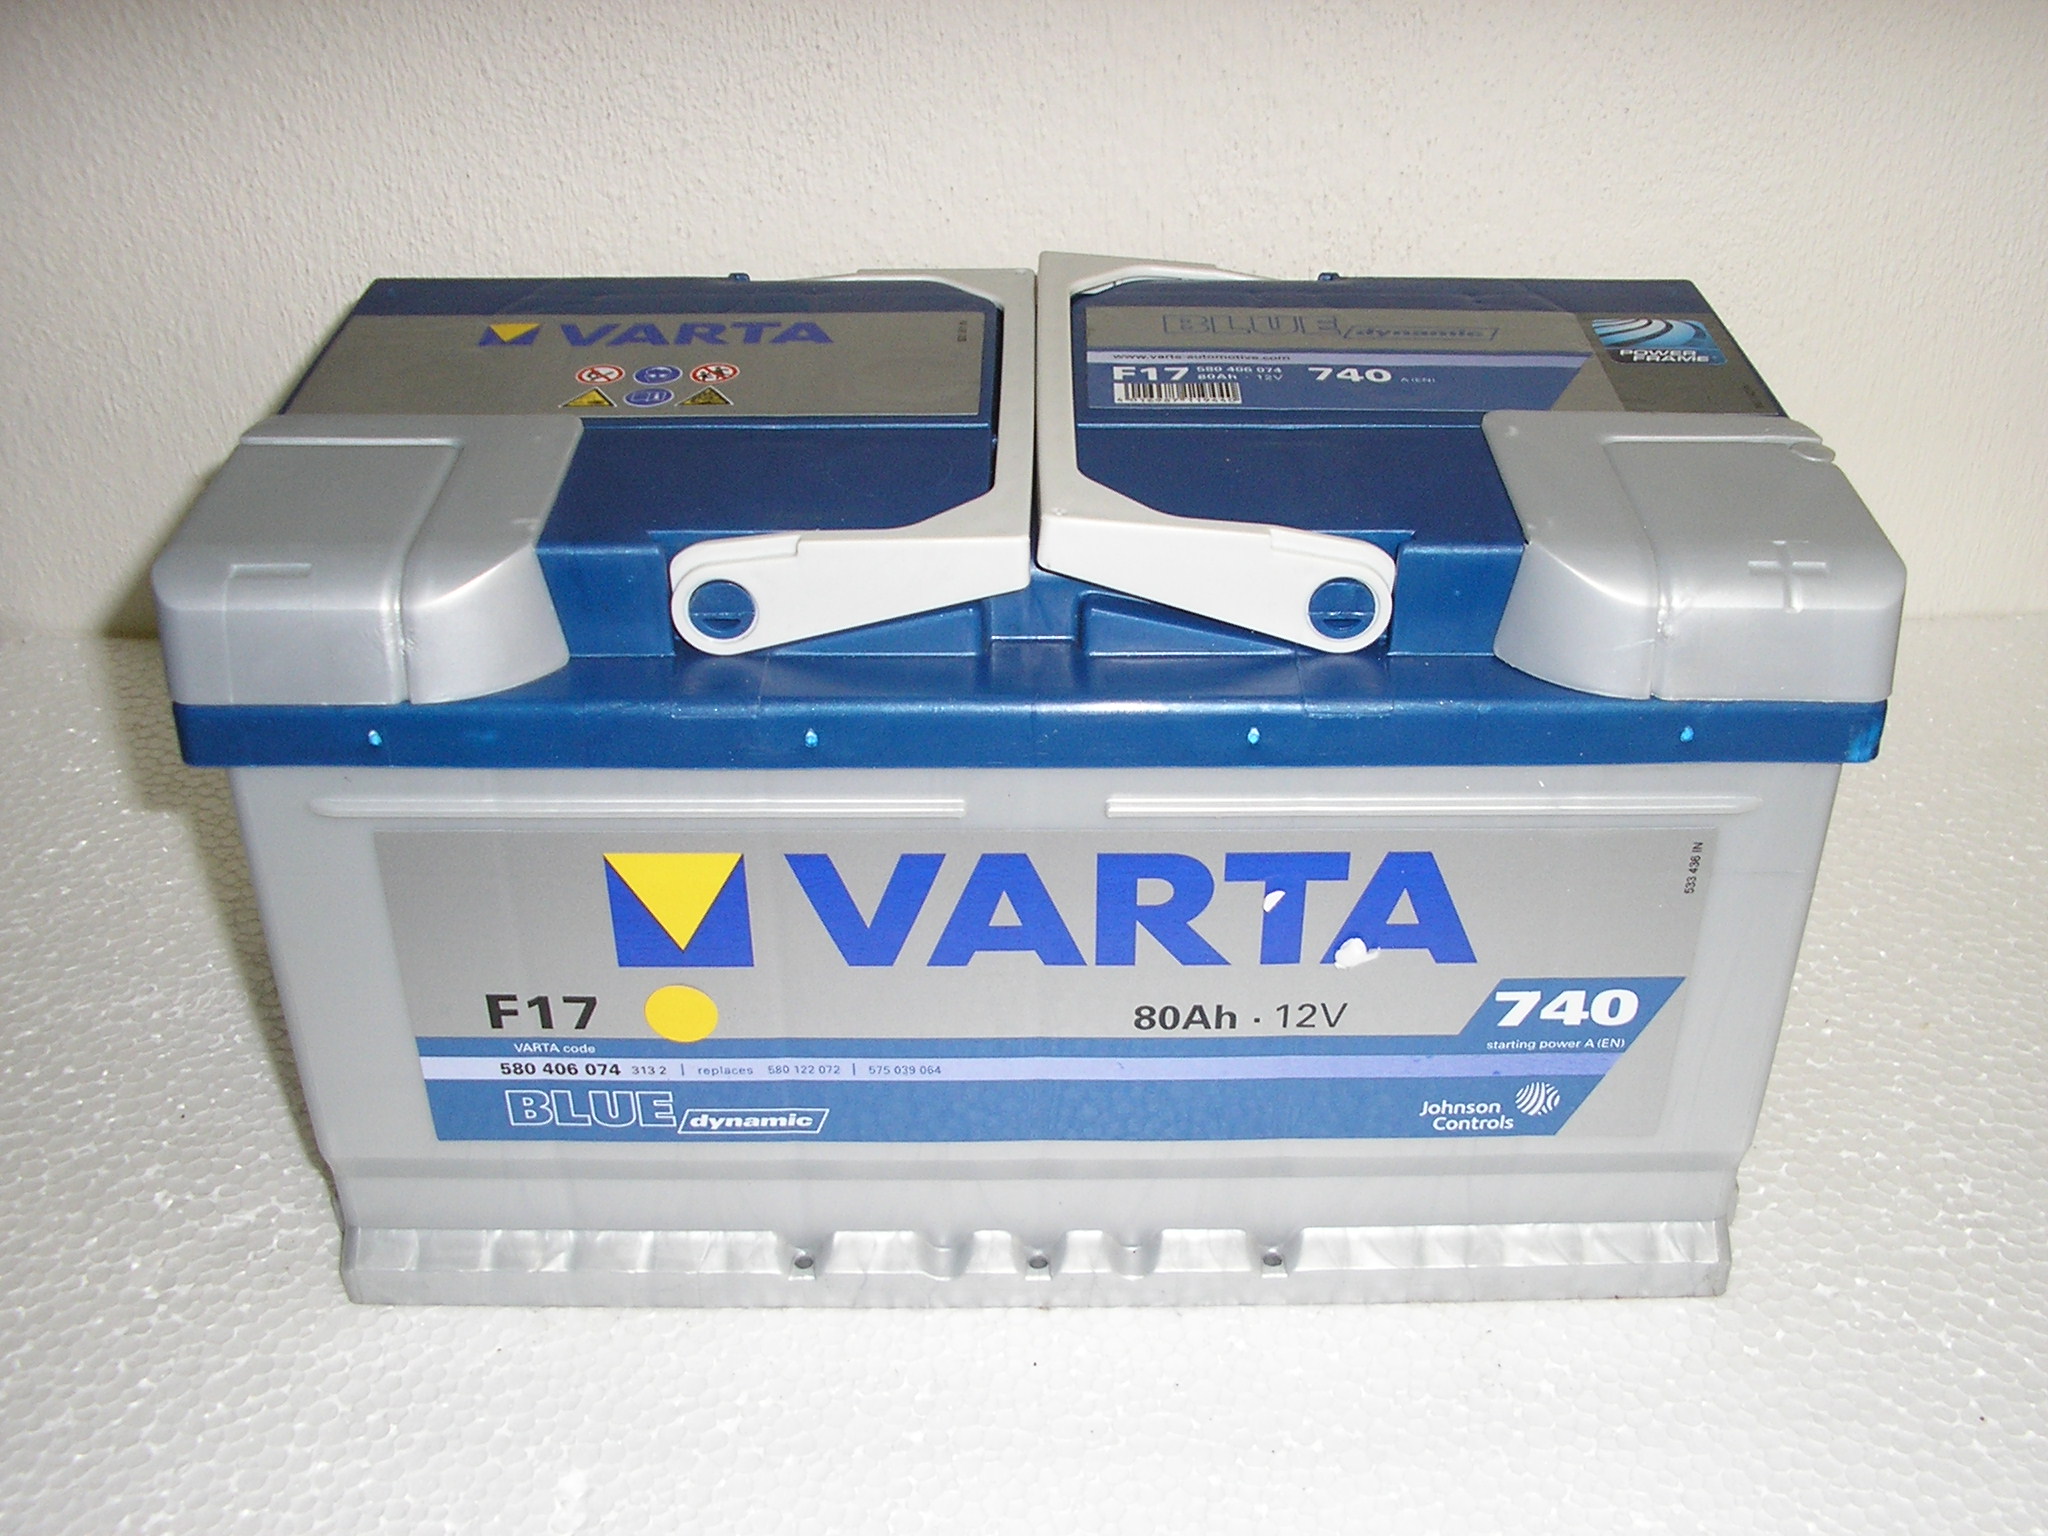 VARTA
BLUE dynamic
POWER
FRAME
www.varta-automotive.com
F17 580 406 074
80Ah · 12V 740 A (EN)
− +
VARTA
533 436 IN
F17 80Ah · 12V 740
VARTA code starting power A (EN)
580 406 074 313 2 | replaces 580 122 072 | 575 039 064
BLUE dynamic
Johnson
Controls